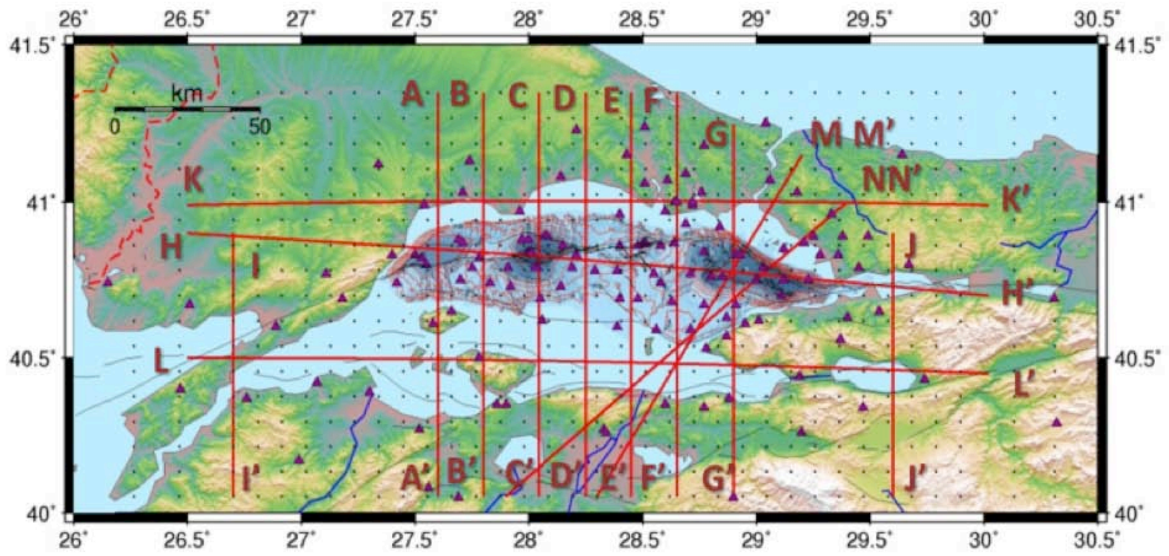 26˚ 26.5˚ 27˚ 27.5˚ 28˚ 28.5˚ 29˚ 29.5˚ 30˚ 30.5˚
41.5˚ 41.5˚
km
0 50
A B C D E F
G M M'
K NN' K'
41˚ 41˚
H I J
H'
40.5˚ L 40.5˚
L'
I' A' B' C' D' E' F' G' J'
40˚ 40˚
26˚ 26.5˚ 27˚ 27.5˚ 28˚ 28.5˚ 29˚ 29.5˚ 30˚ 30.5˚